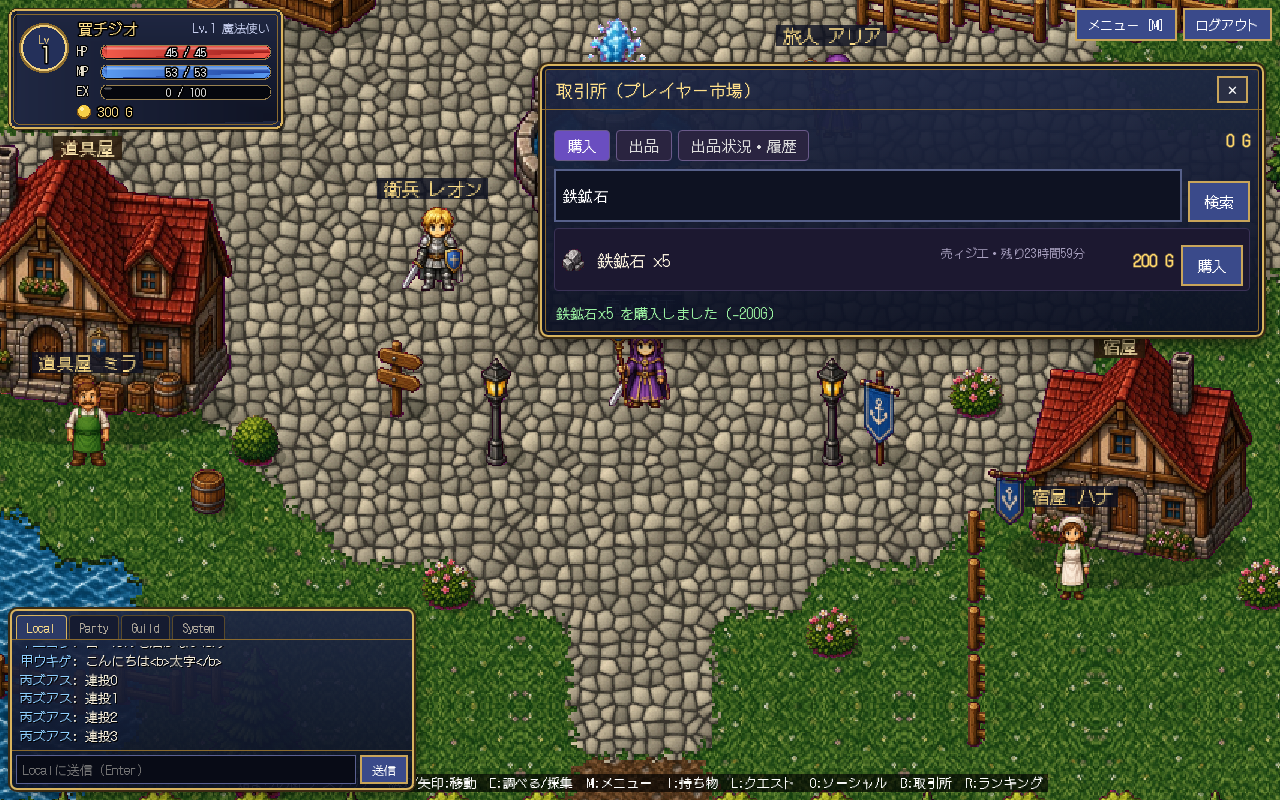 Lv
1
買チジオ
Lv.1 魔法使い
HP 45 / 45
MP 53 / 53
EX 0 / 100
300 G
メニュー [M]
ログアウト
旅人 アリア
道具屋
衛兵 レオン
取引所（プレイヤー市場）
×
購入
出品
出品状況・履歴
0 G
鉄鉱石
検索
鉄鉱石 x5
売ィジエ・残り23時間59分
200 G
購入
鉄鉱石x5 を購入しました（-200G）
道具屋 ミラ
宿屋
宿屋 ハナ
Local
Party
Guild
System
甲ウキゲ: こんにちは<b>太字</b>
丙ズアス: 連投0
丙ズアス: 連投1
丙ズアス: 連投2
丙ズアス: 連投3
Localに送信（Enter）
送信
矢印:移動 E:調べる/採集 M:メニュー I:持ち物 L:クエスト O:ソーシャル B:取引所 R:ランキング